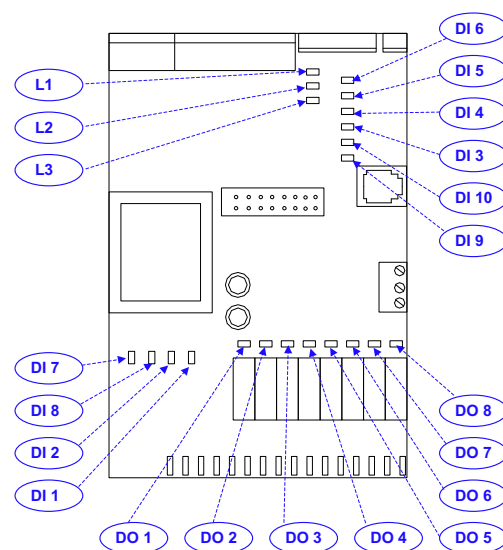 DI 6
L1
DI 5
L2
DI 4
L3
DI 3
DI 10
DI 9
DI 7
DI 8
DO 8
DI 2
DO 7
DI 1
DO 6
DO 1
DO 2
DO 3
DO 4
DO 5